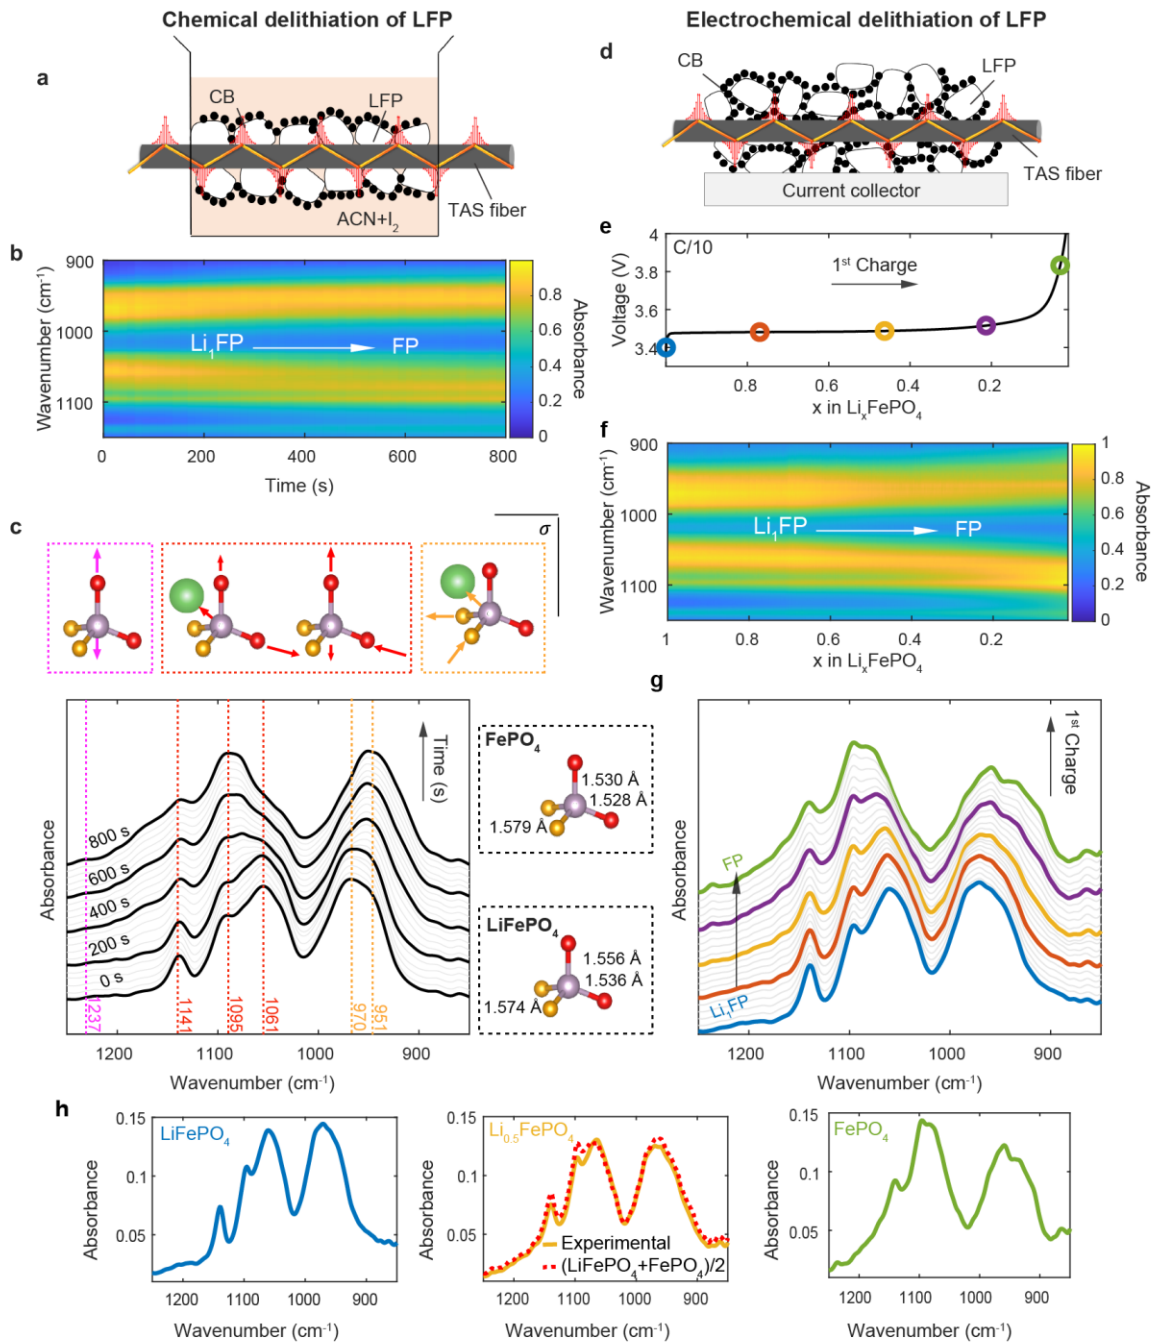 Chemical delithiation of LFP
Electrochemical delithiation of LFP
a
CB
LFP
TAS fiber
ACN+I₂
d
CB
LFP
TAS fiber
Current collector
b
900
1000
1100
Wavenumber (cm⁻¹)
Li₁FP
FP
0
200
400
600
800
Time (s)
0.8
0.6
0.4
0.2
0
Absorbance
e
C/10
1ˢᵗ Charge
4
3.8
3.6
3.4
Voltage (V)
0.8
0.6
0.4
0.2
x in LiₓFePO₄
f
900
1000
1100
Wavenumber (cm⁻¹)
Li₁FP
FP
1
0.8
0.6
0.4
0.2
x in LiₓFePO₄
1
0.8
0.6
0.4
0.2
0
Absorbance
c
σ
Time (s)
800 s
600 s
400 s
200 s
0 s
1237
1141
1095
1061
970
951
Absorbance
1200
1100
1000
900
Wavenumber (cm⁻¹)
FePO₄
1.530 Å
1.528 Å
1.579 Å
LiFePO₄
1.556 Å
1.536 Å
1.574 Å
g
1ˢᵗ Charge
FP
Li₁FP
Absorbance
1200
1100
1000
900
Wavenumber (cm⁻¹)
h
LiFePO₄
0.15
0.1
0.05
Absorbance
1200 1100 1000 900
Wavenumber (cm⁻¹)
Li₀.₅FePO₄
0.15
0.1
0.05
Absorbance
Experimental
(LiFePO₄+FePO₄)/2
1200 1100 1000 900
Wavenumber (cm⁻¹)
FePO₄
0.15
0.1
0.05
Absorbance
1200 1100 1000 900
Wavenumber (cm⁻¹)